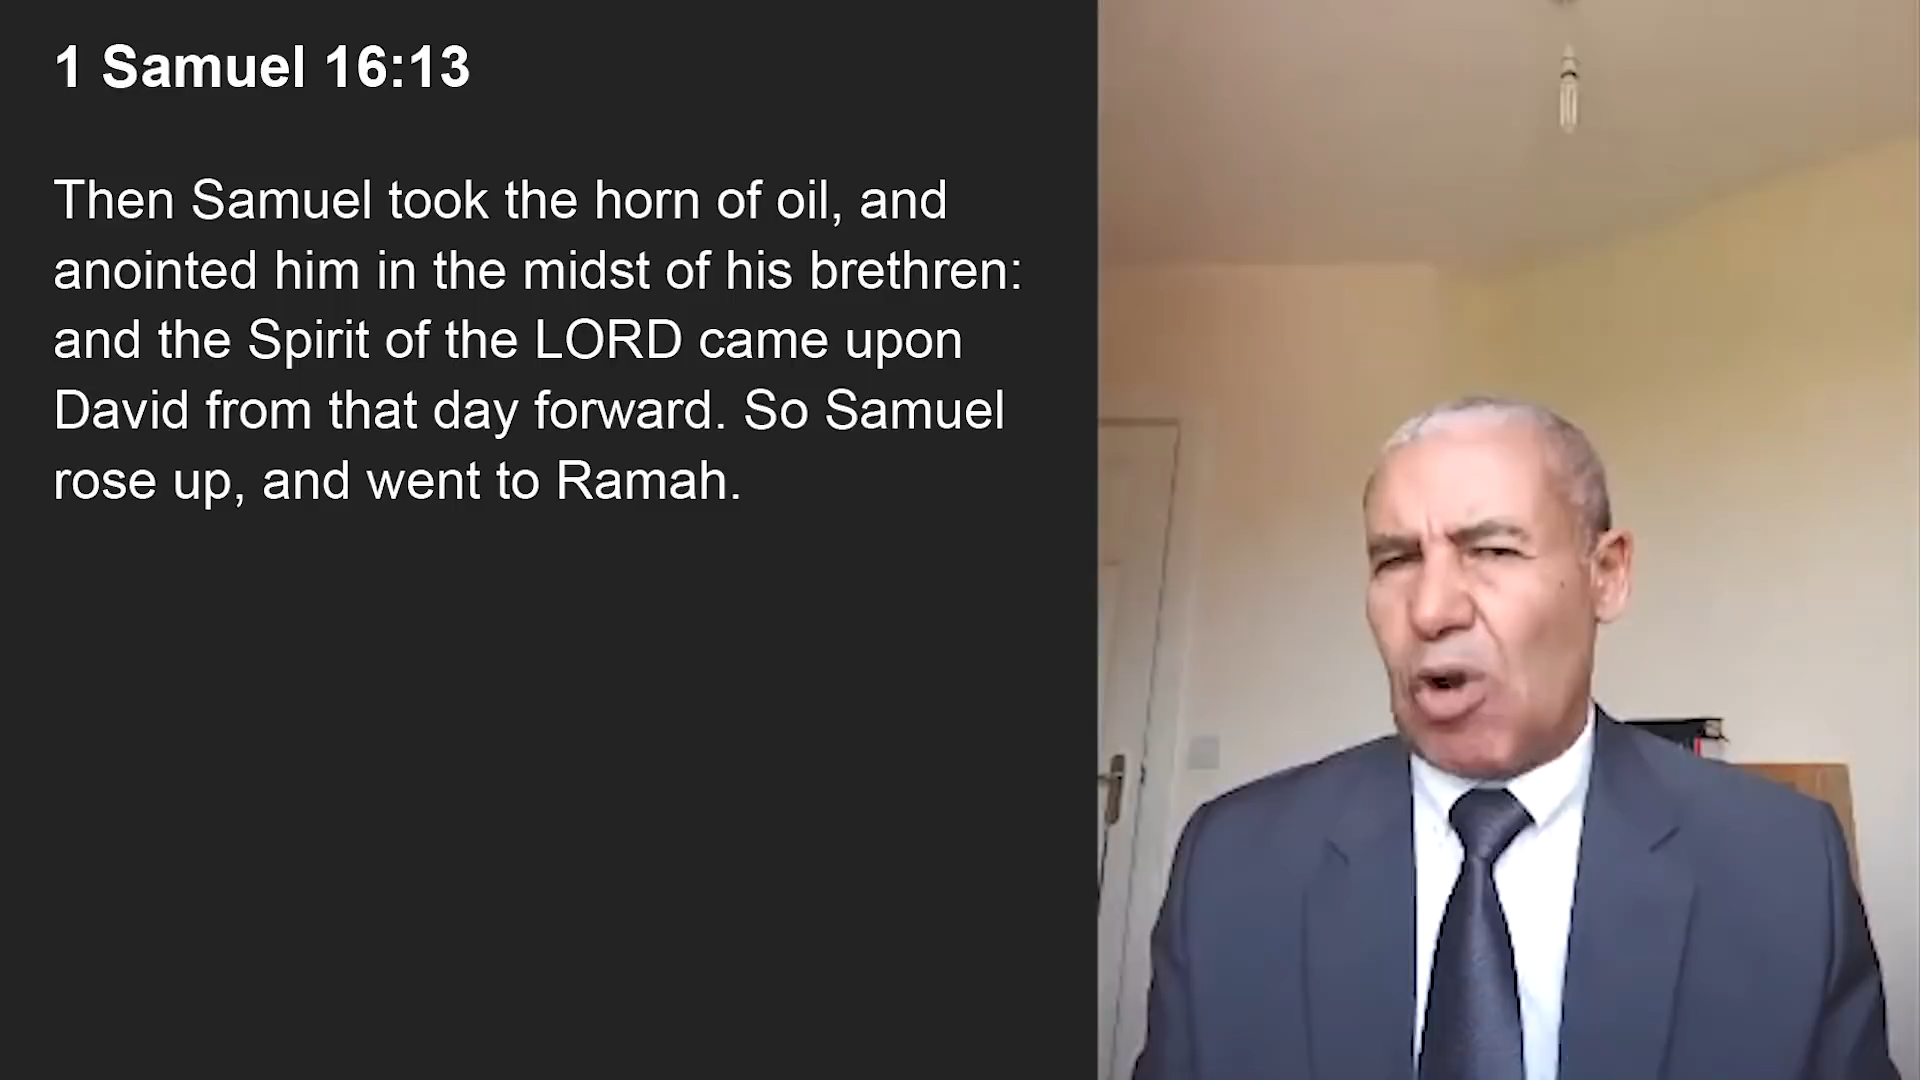 1 Samuel 16:13
Then Samuel took the horn of oil, and
anointed him in the midst of his brethren:
and the Spirit of the LORD came upon
David from that day forward. So Samuel
rose up, and went to Ramah.